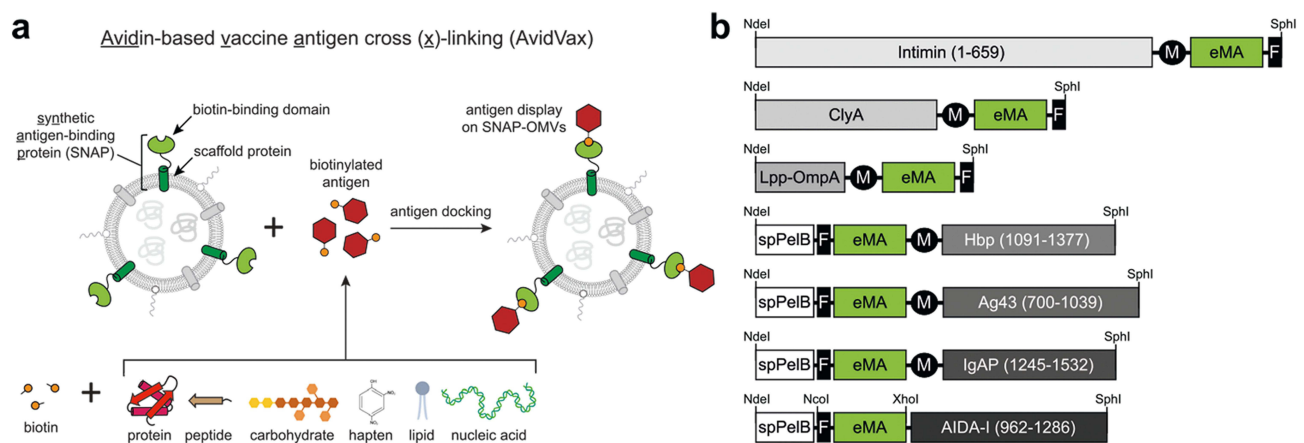 a
Avidin-based vaccine antigen cross (x)-linking (AvidVax)
synthetic
antigen-binding
protein (SNAP)
biotin-binding domain
scaffold protein
+
biotinylated
antigen
antigen docking
antigen display
on SNAP-OMVs
biotin
+
protein
peptide
carbohydrate
OH
NO₂
NO₂
hapten
lipid
nucleic acid
b
NdeI SphI
Intimin (1-659) M eMA F
NdeI SphI
ClyA M eMA F
NdeI SphI
Lpp-OmpA M eMA F
NdeI SphI
spPelB F eMA M Hbp (1091-1377)
NdeI SphI
spPelB F eMA M Ag43 (700-1039)
NdeI SphI
spPelB F eMA M IgAP (1245-1532)
NdeI NcoI XhoI SphI
spPelB F eMA AIDA-I (962-1286)